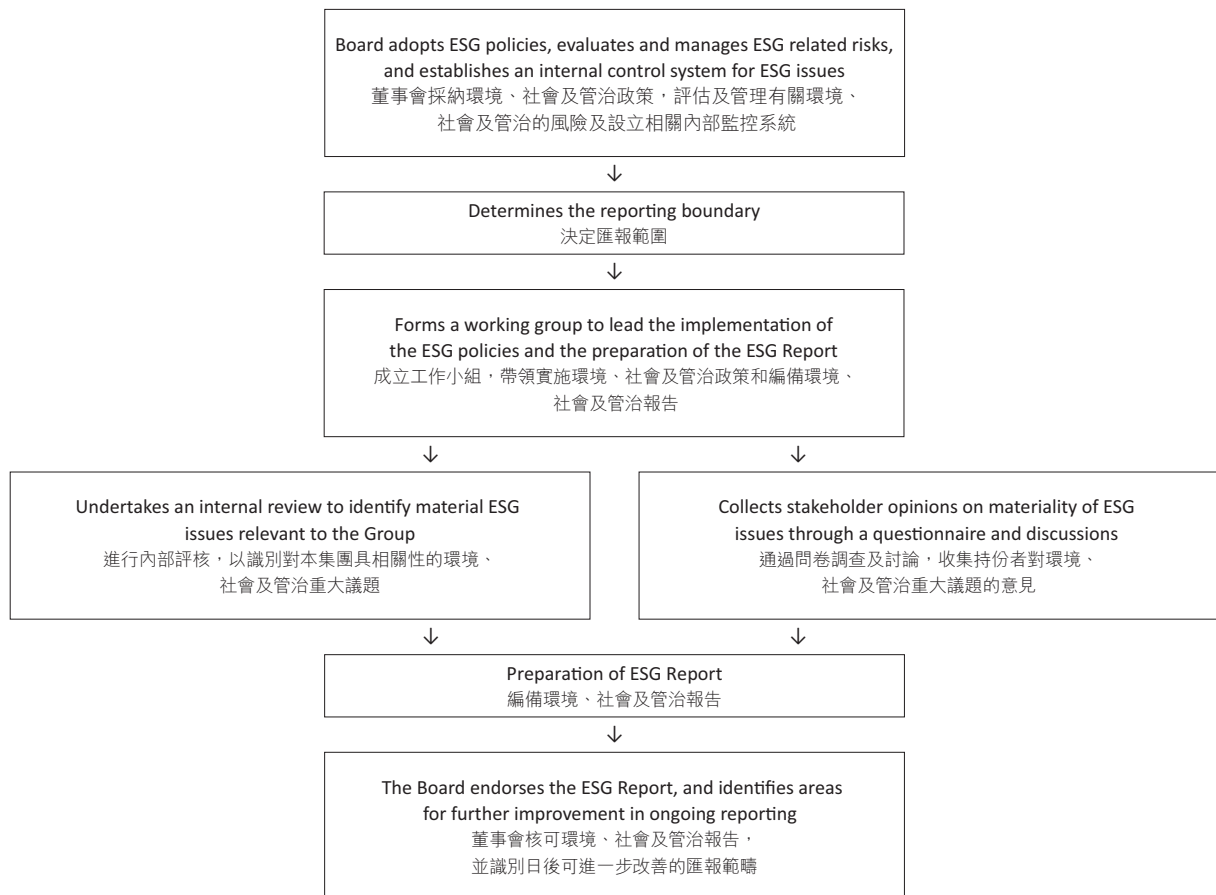 Board adopts ESG policies, evaluates and manages ESG related risks,
and establishes an internal control system for ESG issues
董事會採納環境、社會及管治政策，評估及管理有關環境、
社會及管治的風險及設立相關內部監控系統
↓
Determines the reporting boundary
決定匯報範圍
↓
Forms a working group to lead the implementation of
the ESG policies and the preparation of the ESG Report
成立工作小組，帶領實施環境、社會及管治政策和編備環境、
社會及管治報告
↓ ↓
Undertakes an internal review to identify material ESG
issues relevant to the Group
進行內部評核，以識別對本集團具相關性的環境、
社會及管治重大議題
Collects stakeholder opinions on materiality of ESG
issues through a questionnaire and discussions
通過問卷調查及討論，收集持份者對環境、
社會及管治重大議題的意見
↓ ↓
Preparation of ESG Report
編備環境、社會及管治報告
↓
The Board endorses the ESG Report, and identifies areas
for further improvement in ongoing reporting
董事會核可環境、社會及管治報告，
並識別日後可進一步改善的匯報範疇